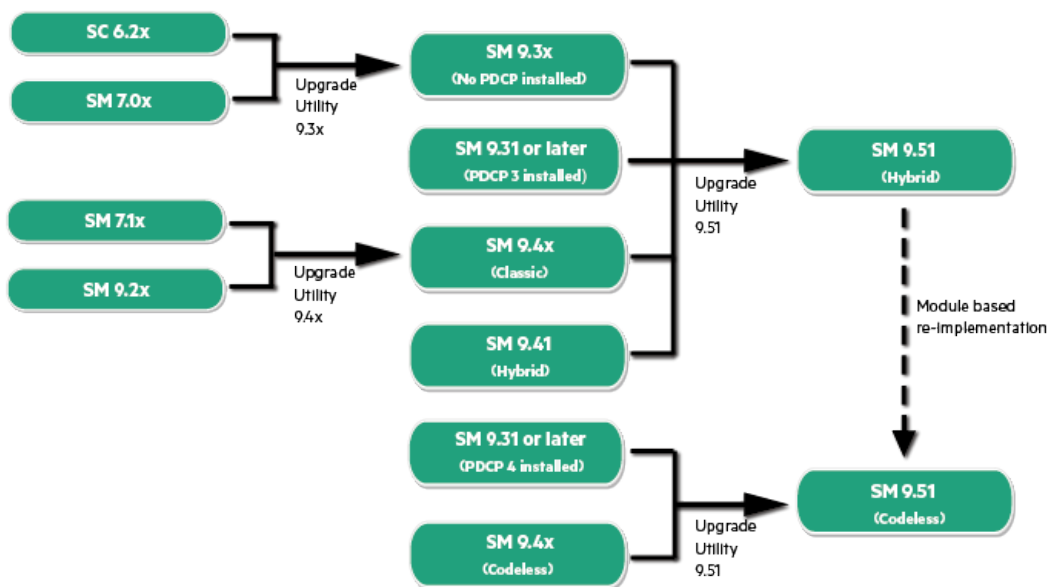 SC 6.2x
SM 7.0x
Upgrade
Utility
9.3x
SM 9.3x
(No PDCP installed)
SM 9.31 or later
(PDCP 3 installed)
SM 7.1x
SM 9.2x
Upgrade
Utility
9.4x
SM 9.4x
(Classic)
SM 9.41
(Hybrid)
Upgrade
Utility
9.51
SM 9.51
(Hybrid)
Module based
re-implementation
SM 9.31 or later
(PDCP 4 installed)
SM 9.4x
(Codeless)
Upgrade
Utility
9.51
SM 9.51
(Codeless)